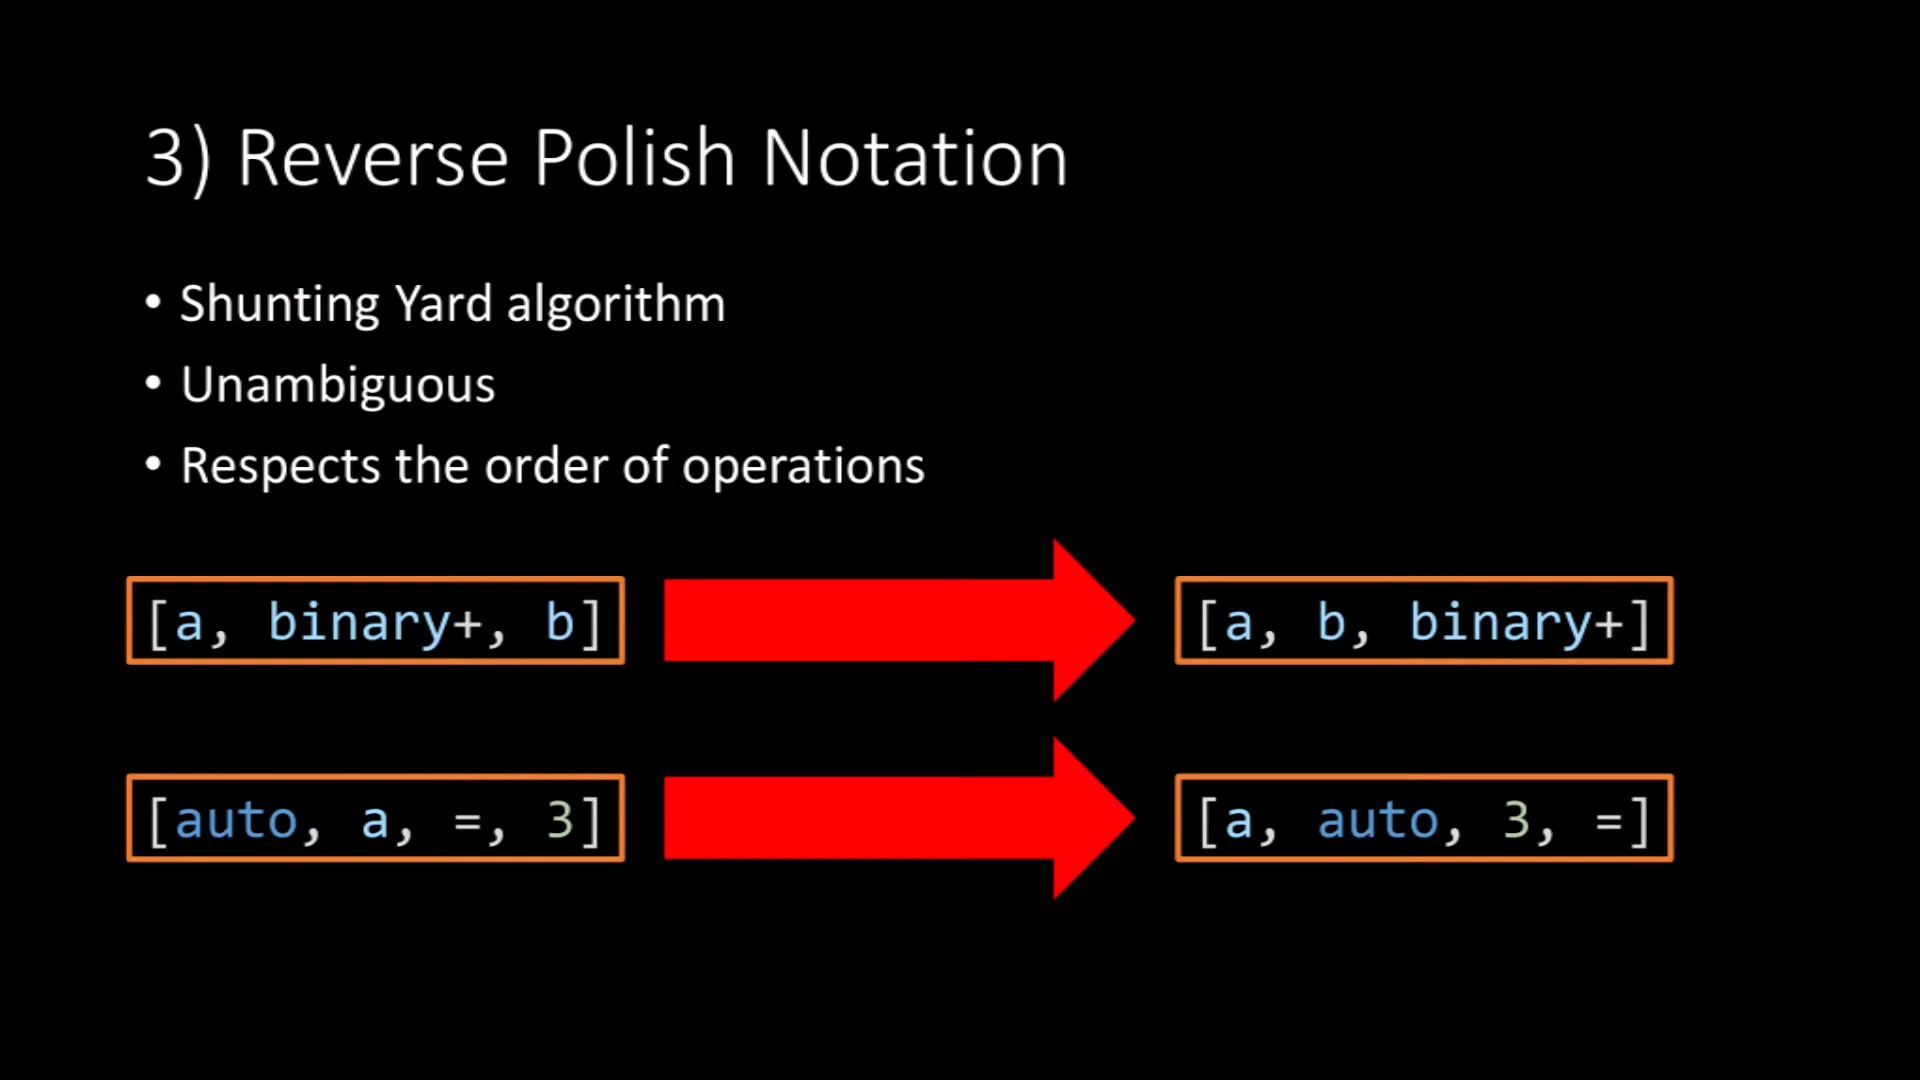 3) Reverse Polish Notation
• Shunting Yard algorithm
• Unambiguous
• Respects the order of operations
[a, binary+, b]
[a, b, binary+]
[auto, a, =, 3]
[a, auto, 3, =]